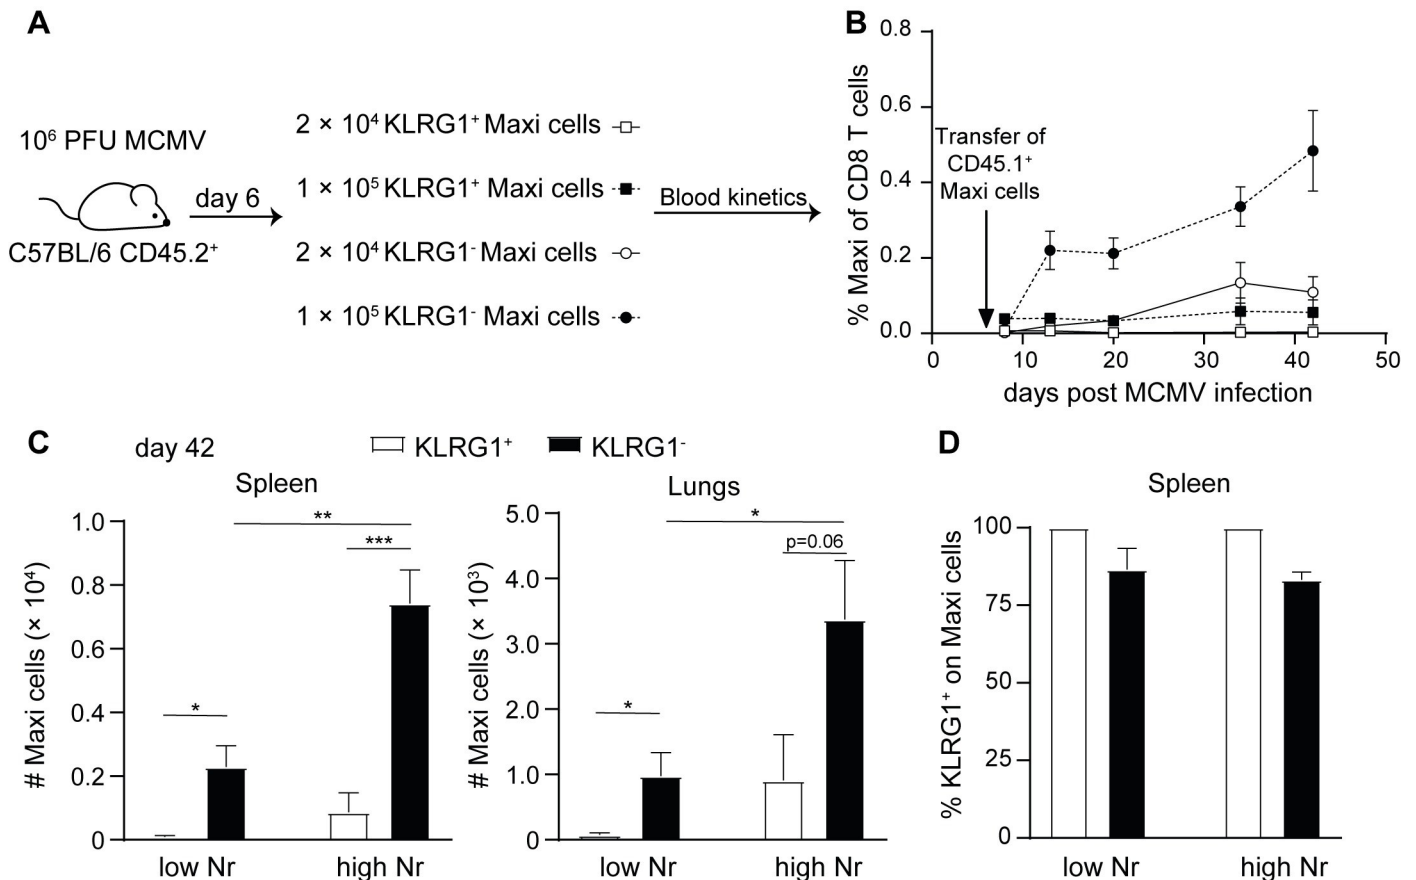 A
10⁶ PFU MCMV
C57BL/6 CD45.2⁺
day 6
2 × 10⁴ KLRG1⁺ Maxi cells
1 × 10⁵ KLRG1⁺ Maxi cells
2 × 10⁴ KLRG1⁻ Maxi cells
1 × 10⁵ KLRG1⁻ Maxi cells
Blood kinetics
B
% Maxi of CD8 T cells
0.8
0.6
0.4
0.2
0.0
Transfer of
CD45.1⁺
Maxi cells
0 10 20 30 40 50
days post MCMV infection
C
day 42
KLRG1⁺ KLRG1⁻
Spleen
# Maxi cells (× 10⁴)
1.0
0.8
0.6
0.4
0.2
0
*
**
***
low Nr high Nr
Lungs
# Maxi cells (× 10³)
5.0
4.0
3.0
2.0
1.0
0
*
*
p=0.06
low Nr high Nr
D
Spleen
% KLRG1⁺ on Maxi cells
100
75
50
25
0
low Nr high Nr